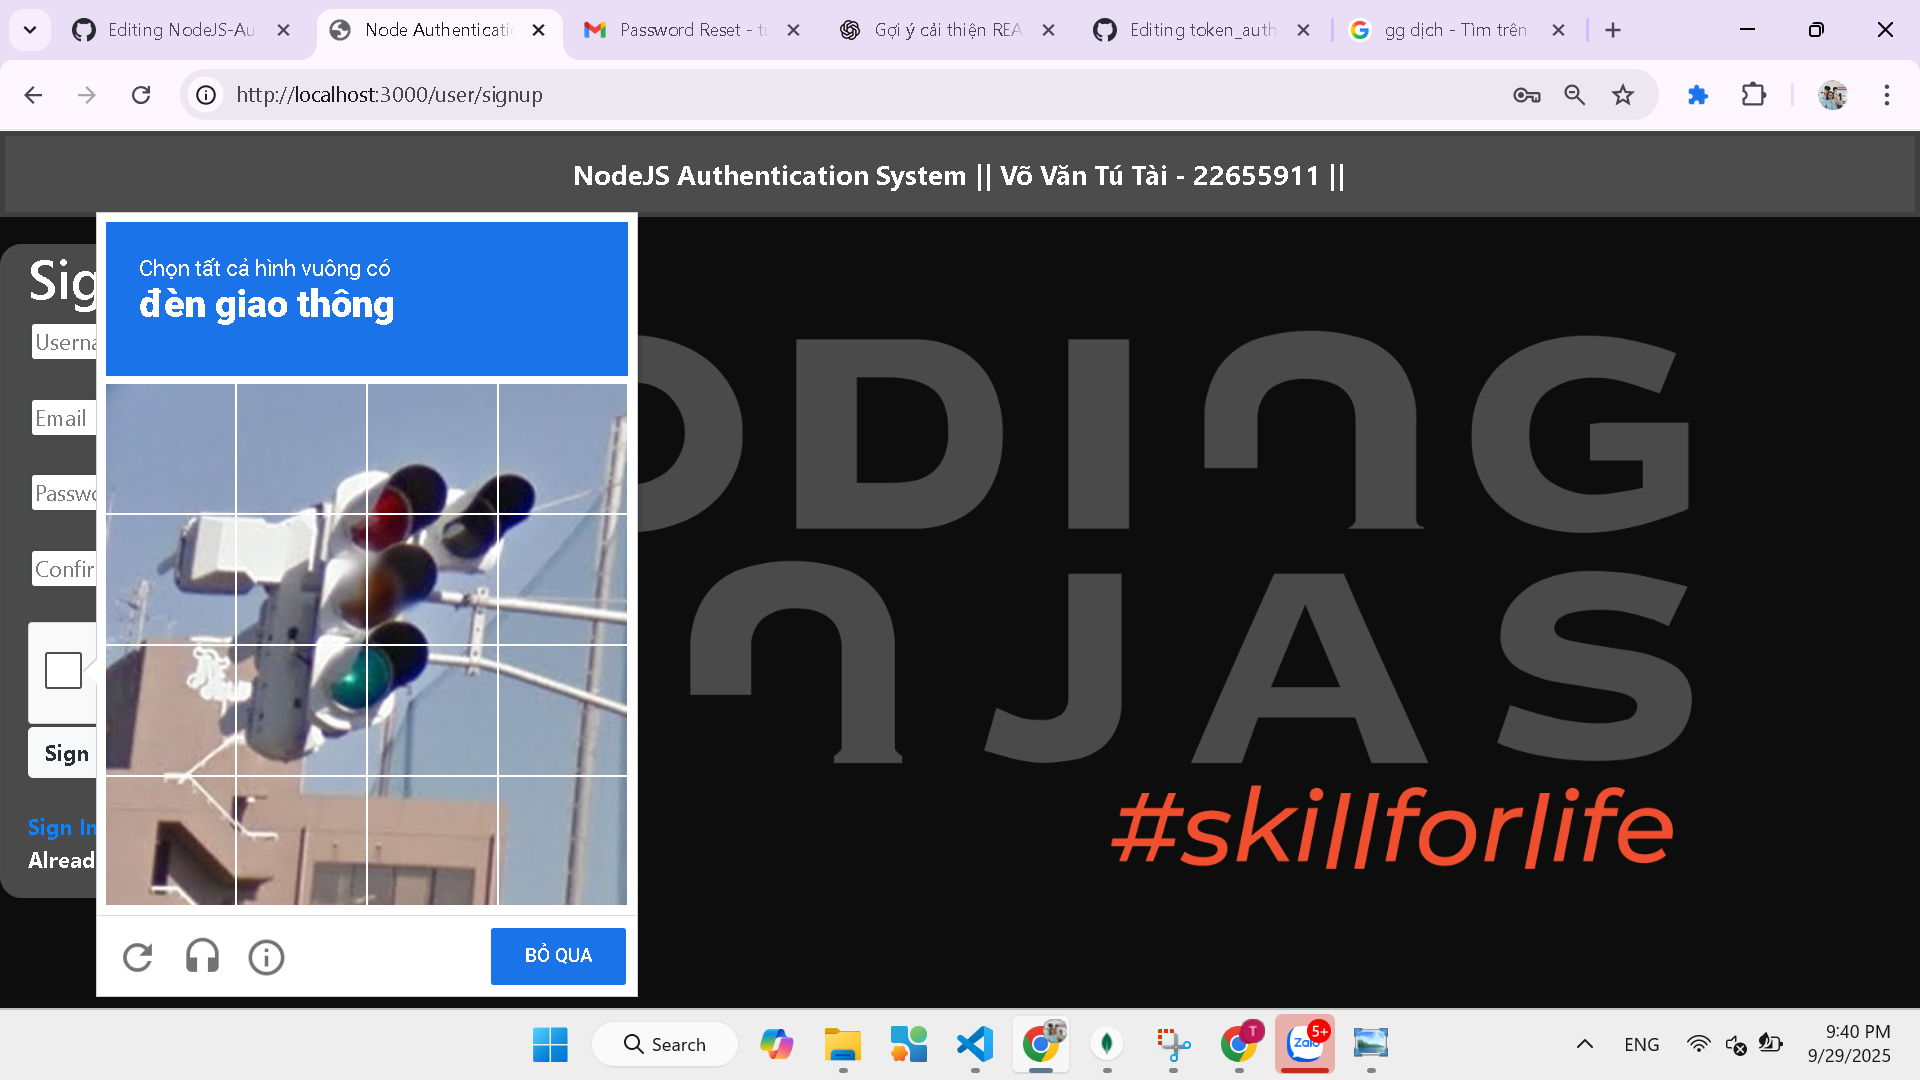 Editing NodeJS-Au
Node Authenticati
Password Reset - t
Gợi ý cải thiện REA
Editing token_auth
gg dịch - Tìm trên
http://localhost:3000/user/signup
NodeJS Authentication System || Võ Văn Tú Tài - 22655911 ||
Sig
Chọn tất cả hình vuông có
đèn giao thông
Userna
Email
Passwo
Confir
Sign
Sign In
Alread
ODING
NJAS
#skillforlife
BỎ QUA
Search
T
Zalo
5+
ENG
9:40 PM
9/29/2025